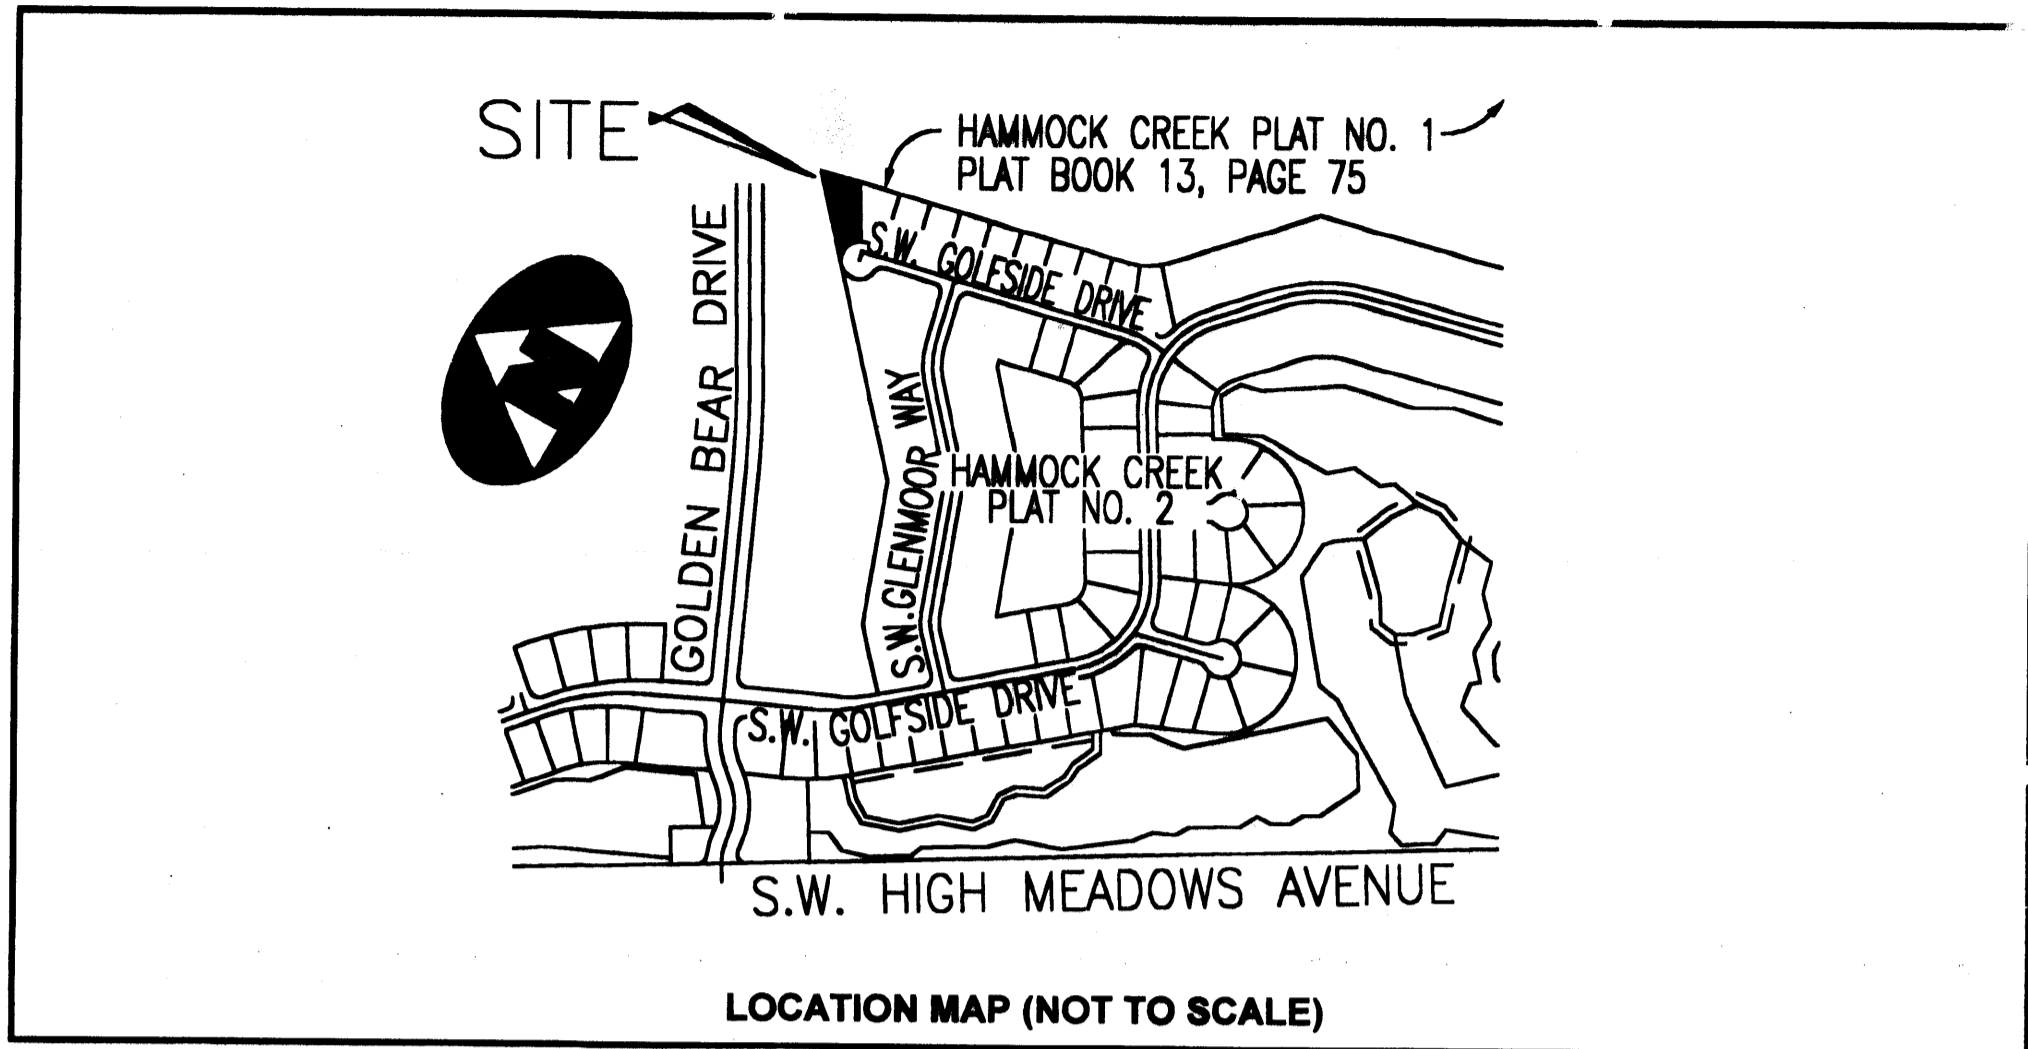 SITE
HAMMOCK CREEK PLAT NO. 1
PLAT BOOK 13, PAGE 75
S.W. GOLFSIDE DRIVE
GOLDEN BEAR DRIVE
S.W. GLENMOOR WAY
HAMMOCK CREEK
PLAT NO. 2
S.W. GOLFSIDE DRIVE
S.W. HIGH MEADOWS AVENUE
LOCATION MAP (NOT TO SCALE)